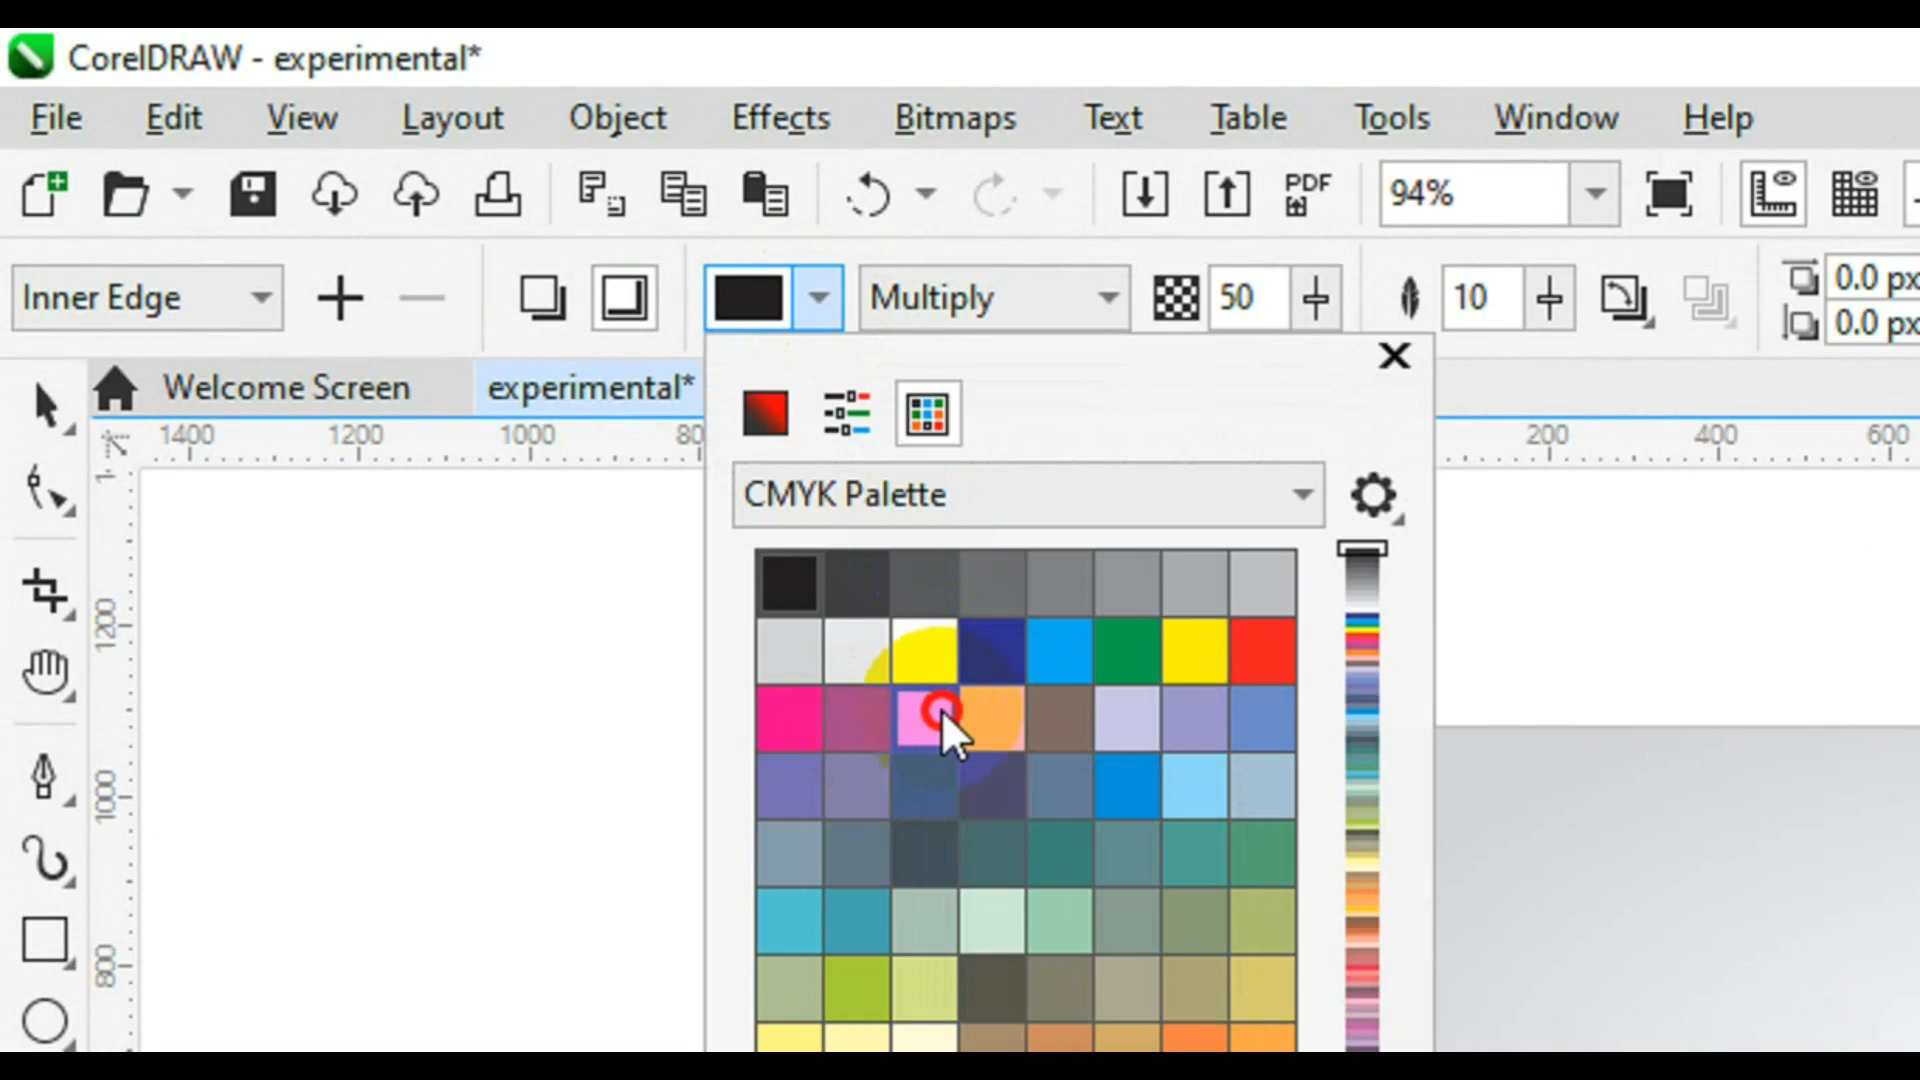 CorelDRAW - experimental*
File Edit View Layout Object Effects Bitmaps Text Table Tools Window Help
PDF 94%
Inner Edge Multiply 50 10 0.0 px
0.0 px
Welcome Screen experimental*
1400 1200 1000 80 200 400 600
CMYK Palette
1200
1000
800